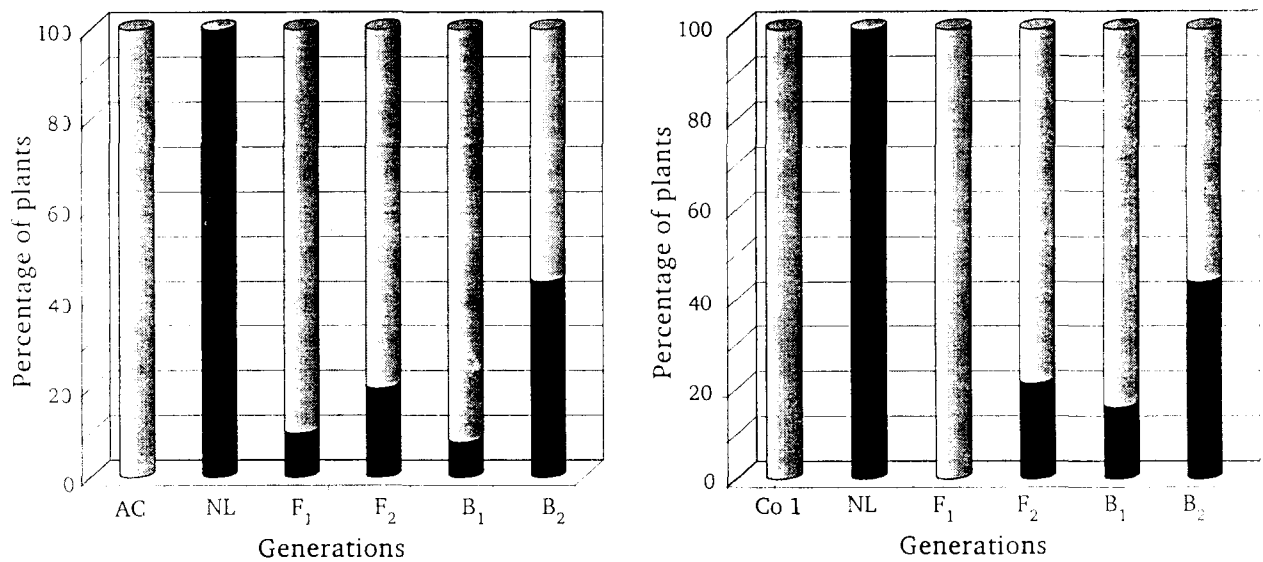 Percentage of plants
100
80
60
40
20
0
AC NL F₁ F₂ B₁ B₂
Generations
Percentage of plants
100
80
60
40
20
0
Co 1 NL F₁ F₂ B₁ B₂
Generations